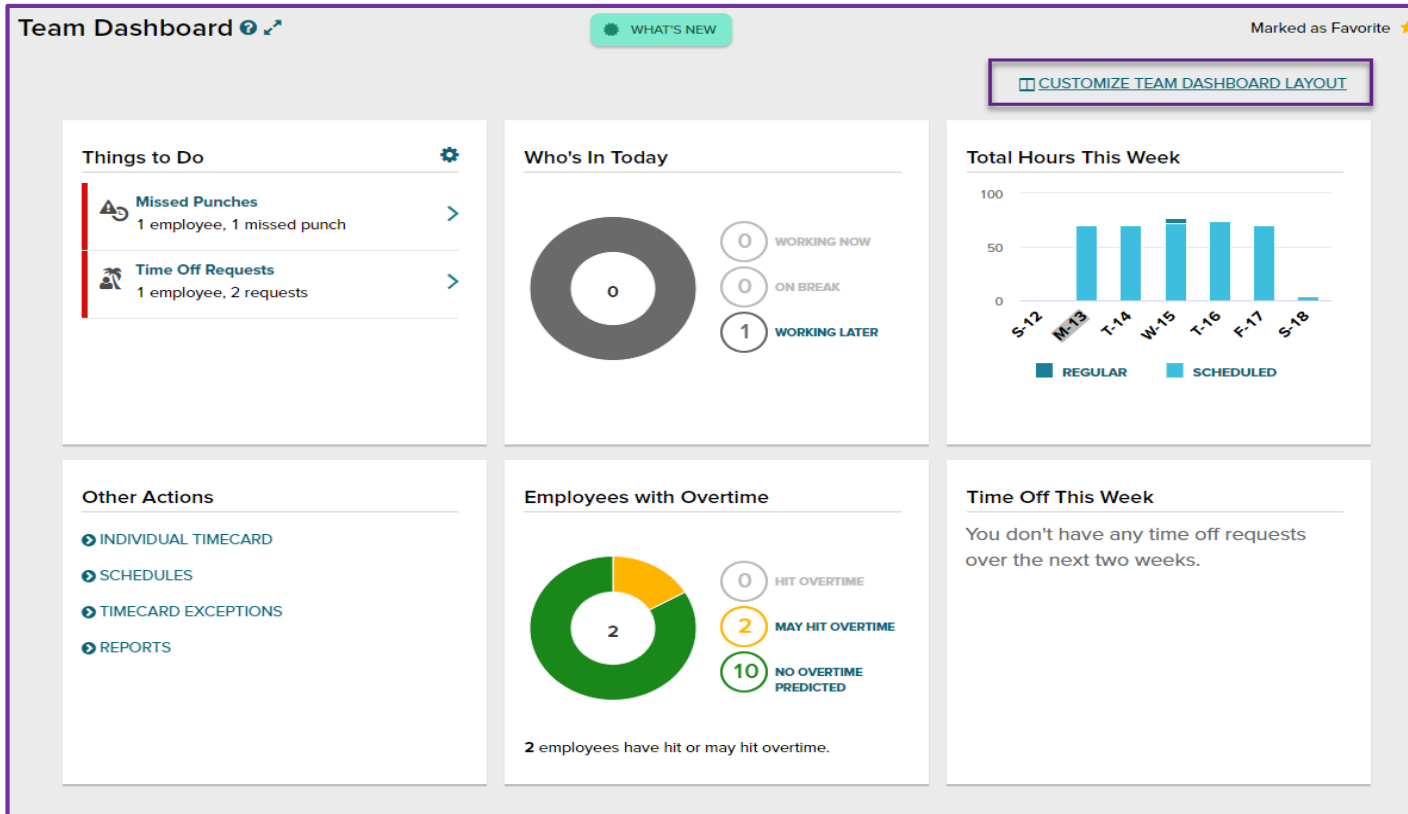 Team Dashboard
WHAT'S NEW
Marked as Favorite
CUSTOMIZE TEAM DASHBOARD LAYOUT
Things to Do
Missed Punches
1 employee, 1 missed punch
Time Off Requests
1 employee, 2 requests
Who's In Today
0
0 WORKING NOW
0 ON BREAK
1 WORKING LATER
Total Hours This Week
100
50
0
S-12 M-13 T-14 W-15 T-16 F-17 S-18
REGULAR SCHEDULED
Other Actions
INDIVIDUAL TIMECARD
SCHEDULES
TIMECARD EXCEPTIONS
REPORTS
Employees with Overtime
2
0 HIT OVERTIME
2 MAY HIT OVERTIME
10 NO OVERTIME
PREDICTED
2 employees have hit or may hit overtime.
Time Off This Week
You don't have any time off requests
over the next two weeks.